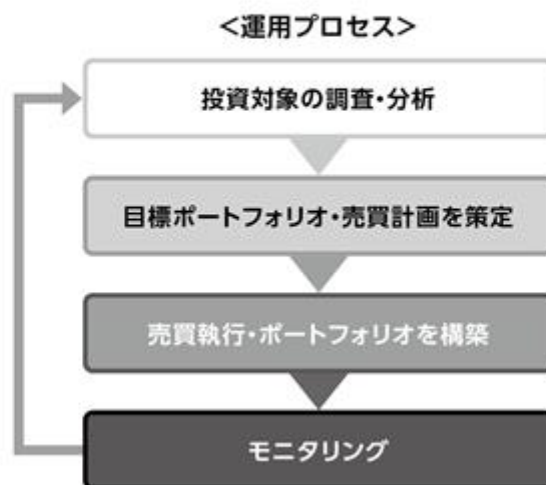 <運用プロセス>
投資対象の調査・分析
目標ポートフォリオ・売買計画を策定
売買執行・ポートフォリオを構築
モニタリング